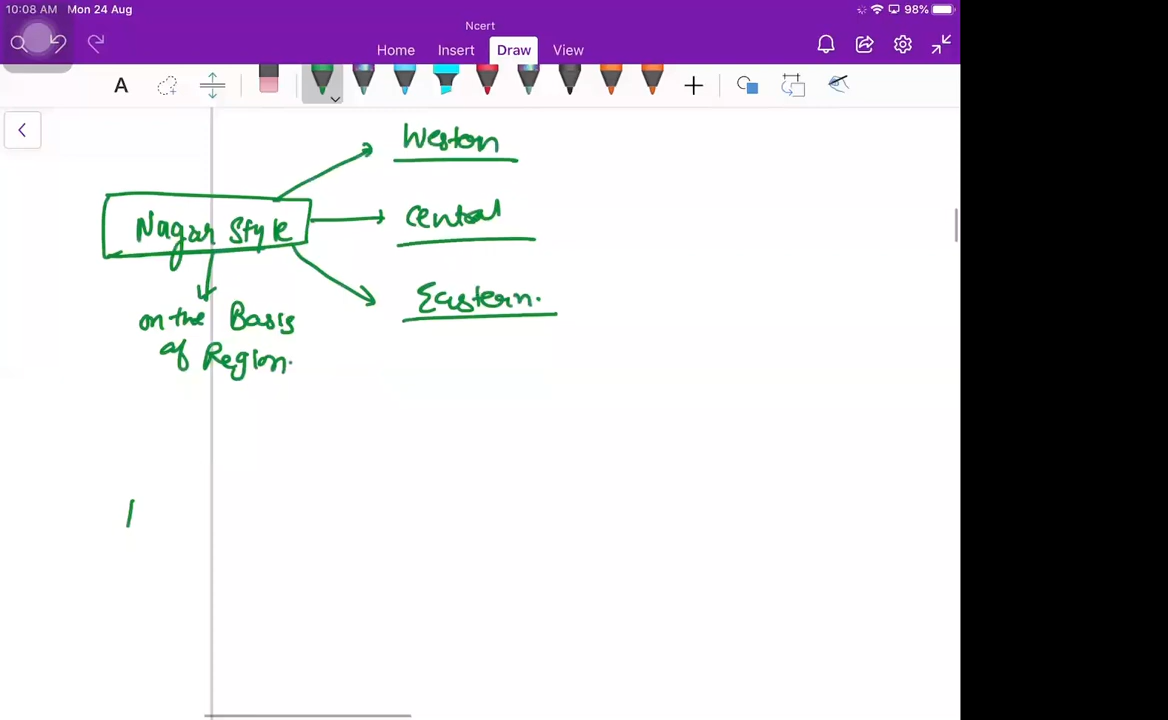 10:08 AM Mon 24 Aug
98%
Ncert
Home Insert Draw View
A
Weston
Nagar Style
Cental
Eastern.
on the Basis
of Region.